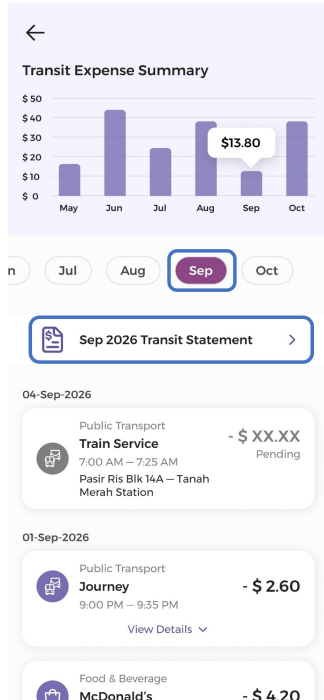 Transit Expense Summary
$ 50
$ 40
$ 30
$ 20
$ 10
$ 0
$13.80
May Jun Jul Aug Sep Oct
n Jul Aug Sep Oct
Sep 2026 Transit Statement
04-Sep-2026
Public Transport
Train Service
- $ XX.XX
7:00 AM — 7:25 AM
Pending
Pasir Ris Blk 14A — Tanah
Merah Station
01-Sep-2026
Public Transport
Journey
- $ 2.60
9:00 PM — 9:35 PM
View Details
Food & Beverage
McDonald's
- $ 4.20